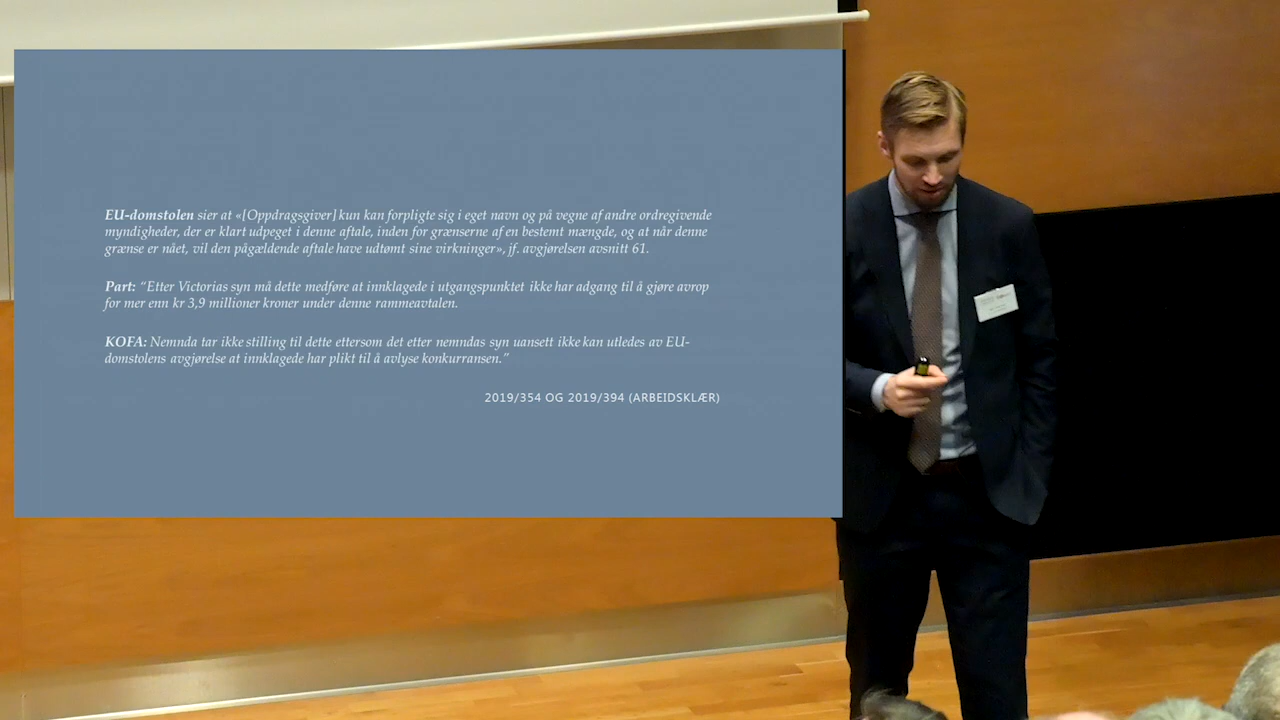 EU-domstolen sier at «[Oppdragsgiver] kun kan forpligte sig i eget navn og på vegne af andre ordregivende
myndigheder, der er klart udpeget i denne aftale, inden for grænserne af en bestemt mængde, og at når denne
grænse er nået, vil den pågældende aftale have udtømt sine virkninger», jf. avgjørelsen avsnitt 61.
Part: “Etter Victorias syn må dette medføre at innklagede i utgangspunktet ikke har adgang til å gjøre avrop
for mer enn kr 3,9 millioner kroner under denne rammeavtalen.
KOFA: Nemnda tar ikke stilling til dette ettersom det etter nemndas syn uansett ikke kan utledes av EU-
domstolens avgjørelse at innklagede har plikt til å avlyse konkurransen.”
2019/354 OG 2019/394 (ARBEIDSKLÆR)